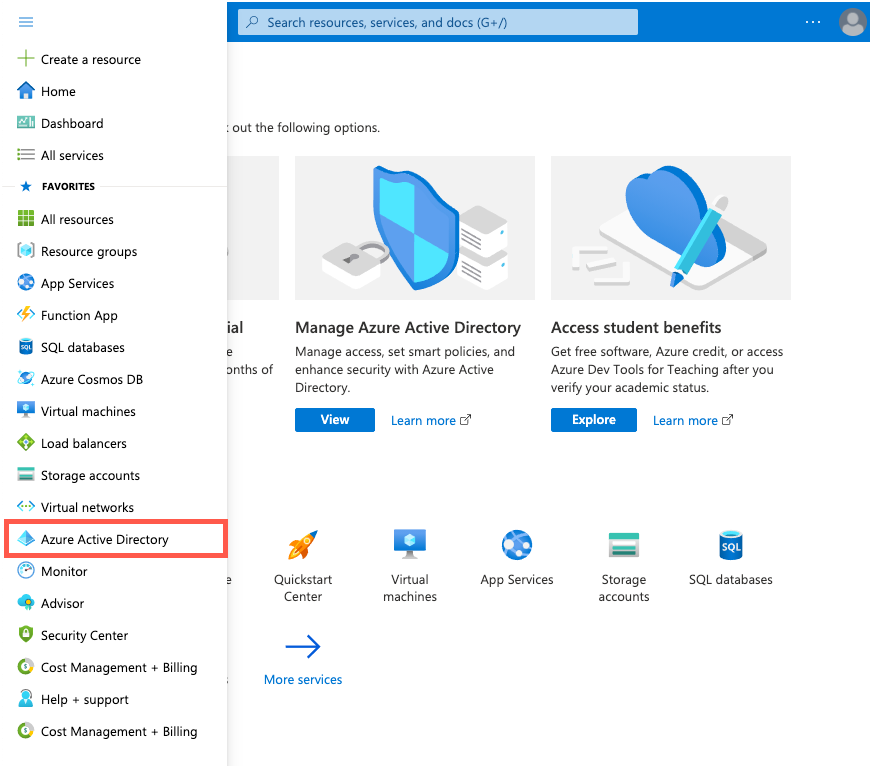 Search resources, services, and docs (G+/)
Create a resource
Home
Dashboard
All services
FAVORITES
All resources
Resource groups
App Services
Function App
SQL databases
Azure Cosmos DB
Virtual machines
Load balancers
Storage accounts
Virtual networks
Azure Active Directory
Monitor
Advisor
Security Center
Cost Management + Billing
Help + support
Cost Management + Billing
out the following options.
Manage Azure Active Directory
Manage access, set smart policies, and
enhance security with Azure Active
Directory.
View
Learn more
Access student benefits
Get free software, Azure credit, or access
Azure Dev Tools for Teaching after you
verify your academic status.
Explore
Learn more
of
Quickstart
Center
Virtual
machines
App Services
Storage
accounts
SQL
SQL databases
More services